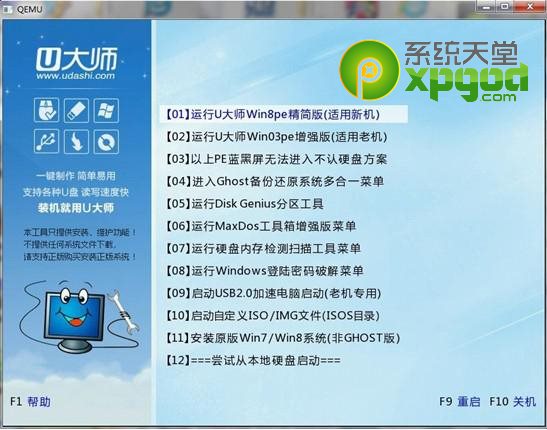 QEMU
U大师
www.udashi.com
系统天堂
xpgod.com
一键制作 简单易用
支持各种U盘 读写速度快
装机就用U大师
本工具只提供安装、维护功能!
不提供任何系统文件下载。
请支持正版购买安装正版系统!
【01】运行U大师Win8pe精简版(适用新机)
【02】运行U大师Win03pe增强版(适用老机)
【03】以上PE蓝黑屏无法进入不认硬盘方案
【04】进入Ghost备份还原系统多合一菜单
【05】运行Disk Genius分区工具
【06】运行MaxDos工具箱增强版菜单
【07】运行硬盘内存检测扫描工具菜单
【08】运行Windows登陆密码破解菜单
【09】启动USB2.0加速电脑启动(老机专用)
【10】启动自定义ISO/IMG文件(ISOS目录)
【11】安装原版Win7/Win8系统(非GHOST版)
【12】===尝试从本地硬盘启动===
F1 帮助
F9 重启 F10 关机